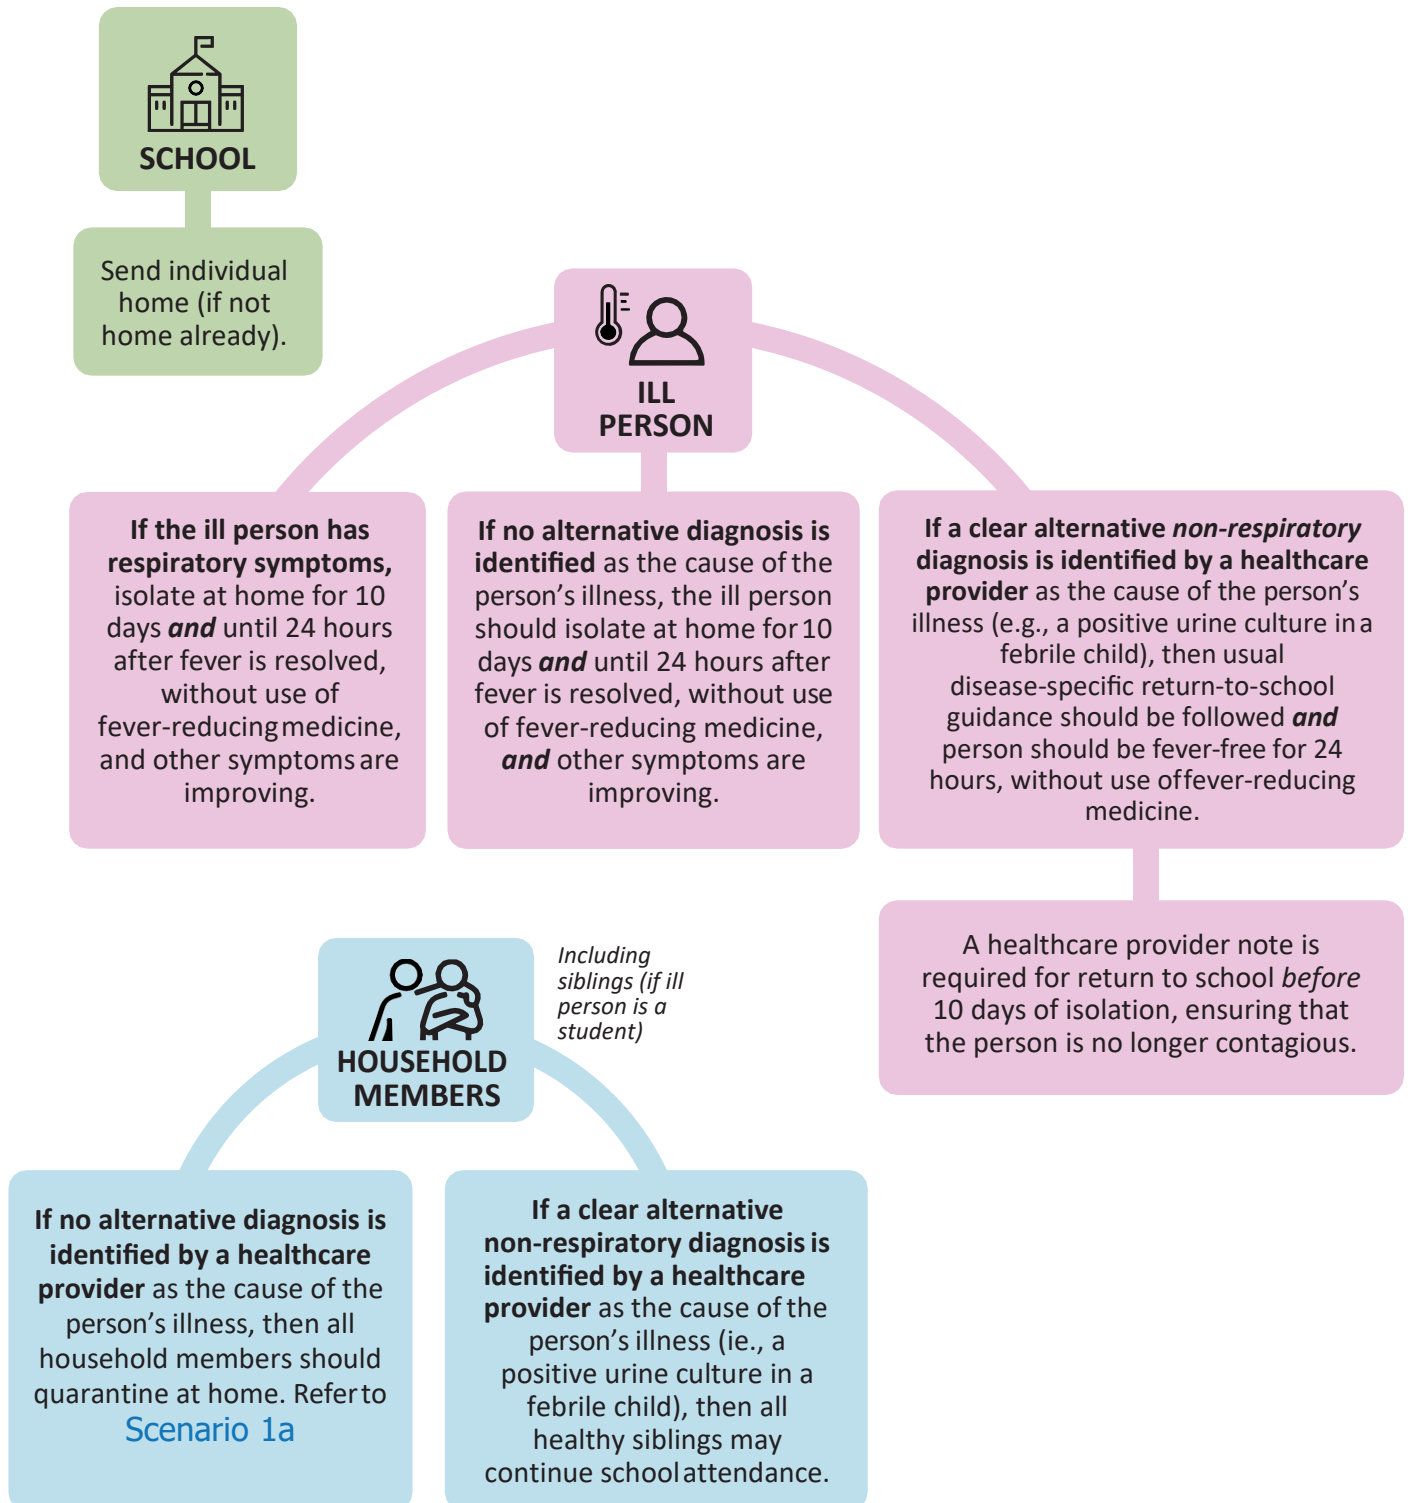 SCHOOL
Send individual
home (if not
home already).
ILL
PERSON
If the ill person has
respiratory symptoms,
isolate at home for 10
days and until 24 hours
after fever is resolved,
without use of
fever-reducing medicine,
and other symptoms are
improving.
If no alternative diagnosis is
identified as the cause of the
person's illness, the ill person
should isolate at home for 10
days and until 24 hours after
fever is resolved, without use
of fever-reducing medicine,
and other symptoms are
improving.
If a clear alternative non-respiratory
diagnosis is identified by a healthcare
provider as the cause of the person's
illness (e.g., a positive urine culture in a
febrile child), then usual
disease-specific return-to-school
guidance should be followed and
person should be fever-free for 24
hours, without use of fever-reducing
medicine.
A healthcare provider note is
required for return to school before
10 days of isolation, ensuring that
the person is no longer contagious.
HOUSEHOLD
MEMBERS
Including
siblings (if ill
person is a
student)
If no alternative diagnosis is
identified by a healthcare
provider as the cause of the
person's illness, then all
household members should
quarantine at home. Refer to
Scenario 1a
If a clear alternative
non-respiratory diagnosis is
identified by a healthcare
provider as the cause of the
person's illness (ie., a
positive urine culture in a
febrile child), then all
healthy siblings may
continue school attendance.